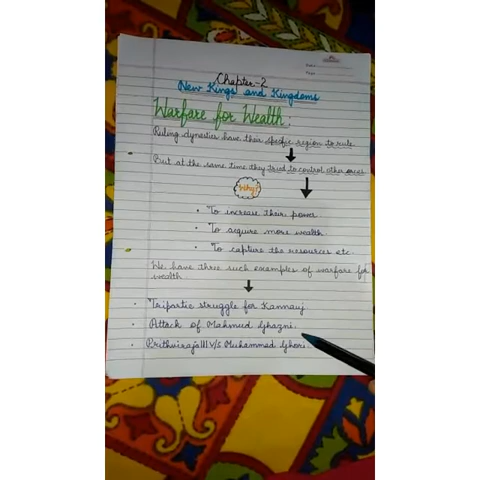 Chapter-2
New Kings and Kingdoms
Warfare for Wealth:
Ruling dynasties have their specific region to rule
But at the same time they tried to control other areas
Why?
• To increase their power
• To acquire more wealth
• To capture the resources etc.
We have three such examples of warfare for
wealth
• Tripartie struggle for Kannauj
• Attack of Mahmud Ghazni
• Prithviraja III V/S Muhammad Ghori